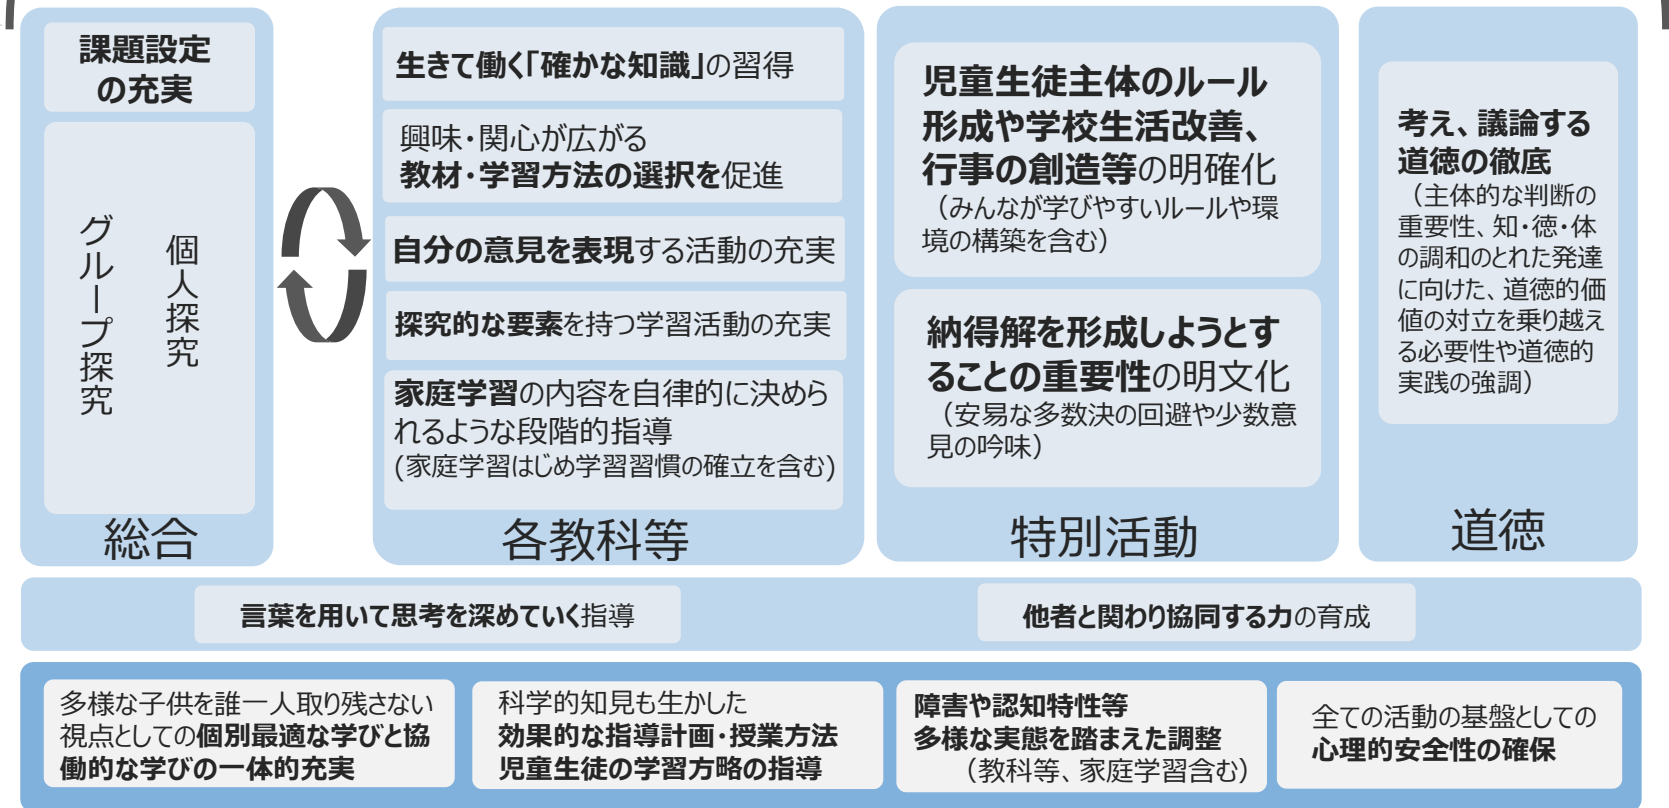 課題設定
の充実
グループ探究
個人探究
総合
生きて働く「確かな知識」の習得
興味・関心が広がる
教材・学習方法の選択を促進
自分の意見を表現する活動の充実
探究的な要素を持つ学習活動の充実
家庭学習の内容を自律的に決めら
れるような段階的指導
(家庭学習はじめ学習習慣の確立を含む)
各教科等
児童生徒主体のルール
形成や学校生活改善、
行事の創造等の明確化
（みんなが学びやすいルールや環
境の構築を含む）
納得解を形成しようとす
ることの重要性の明文化
（安易な多数決の回避や少数意
見の吟味）
特別活動
考え、議論する
道徳の徹底
（主体的な判断の
重要性、知・徳・体
の調和のとれた発達
に向けた、道徳的価
値の対立を乗り越え
る必要性や道徳的
実践の強調）
道徳
言葉を用いて思考を深めていく指導
他者と関わり協同する力の育成
多様な子供を誰一人取り残さない
視点としての個別最適な学びと協
働的な学びの一体的充実
科学的知見も生かした
効果的な指導計画・授業方法
児童生徒の学習方略の指導
障害や認知特性等
多様な実態を踏まえた調整
（教科等、家庭学習含む）
全ての活動の基盤としての
心理的安全性の確保